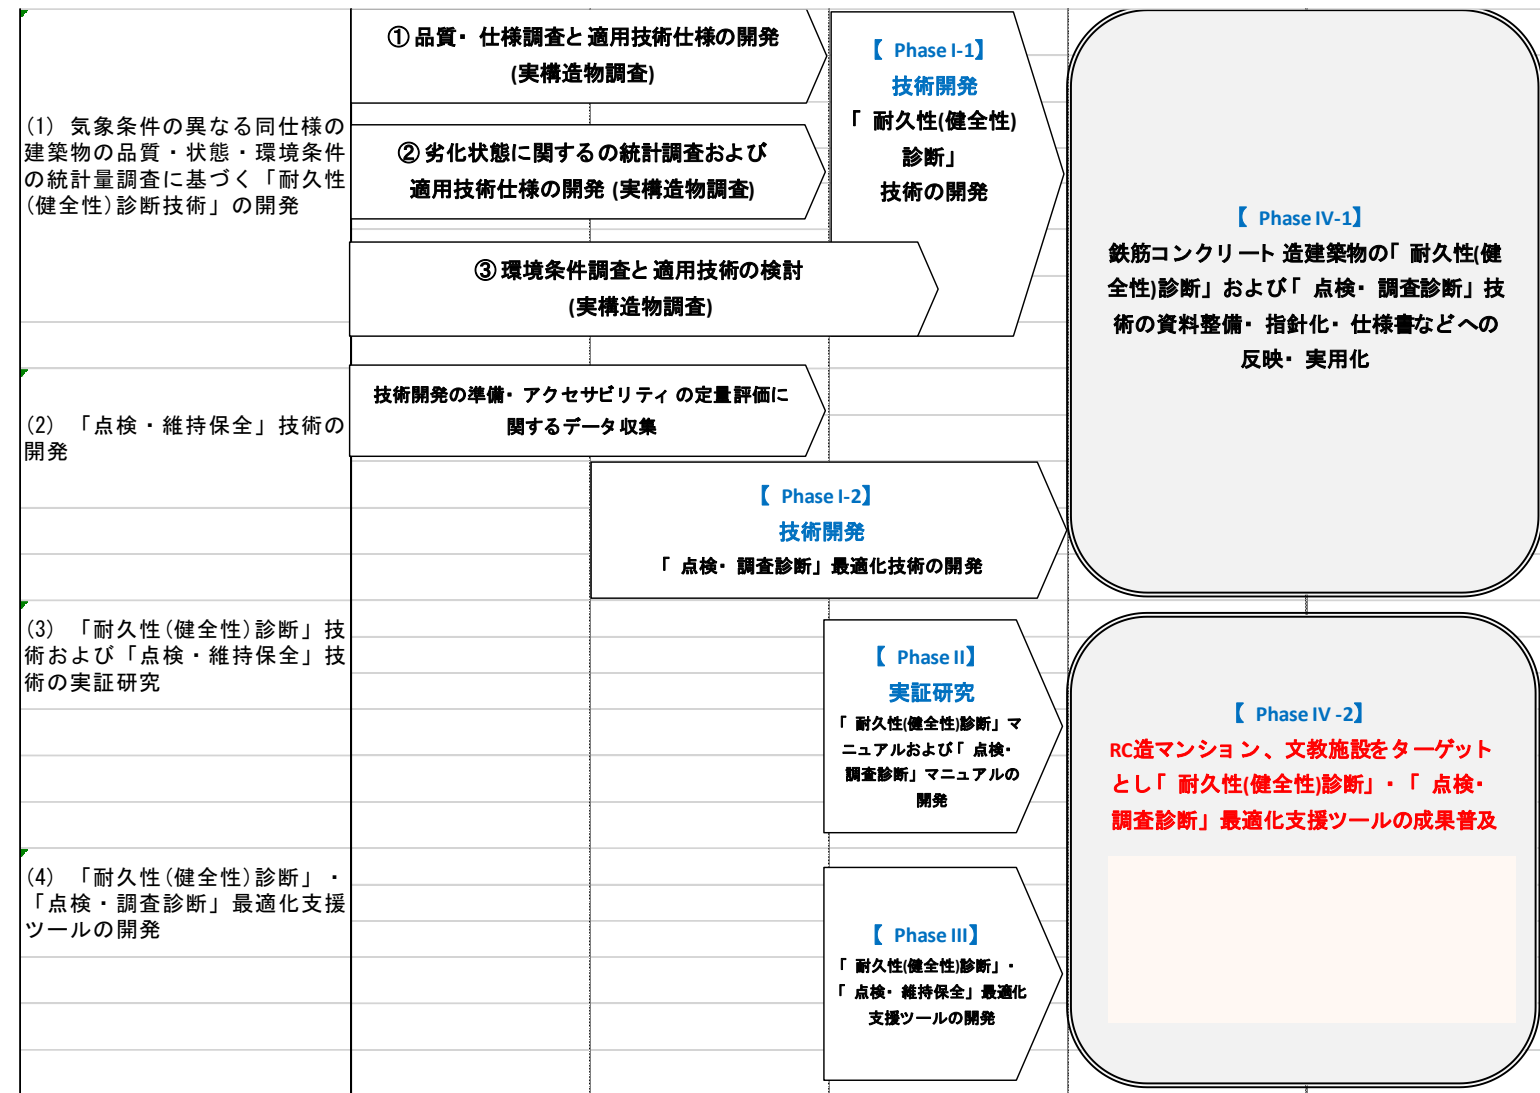 (1) 気象条件の異なる同仕様の
建築物の品質・状態・環境条件
の統計量調査に基づく「耐久性
(健全性)診断技術」の開発
① 品質・ 仕様調査と適用技術仕様の開発
(実構造物調査)
② 劣化状態に関するの統計調査および
適用技術仕様の開発 (実構造物調査)
③ 環境条件調査と適用技術の検討
(実構造物調査)
【 Phase I-1】
技術開発
「 耐久性(健全性)
診断」
技術の開発
【 Phase IV-1】
鉄筋コンクリート 造建築物の「 耐久性(健
全性)診断」および「 点検・ 調査診断」技
術の資料整備・ 指針化・ 仕様書などへの
反映・ 実用化
(2) 「点検・維持保全」技術の
開発
技術開発の準備・ アクセサビリティ の定量評価に
関するデータ収集
【 Phase I-2】
技術開発
「 点検・ 調査診断」最適化技術の開発
(3) 「耐久性(健全性)診断」技
術および「点検・維持保全」技
術の実証研究
【 Phase II】
実証研究
「 耐久性(健全性)診断」マ
ニュアルおよび「 点検・
調査診断」マニュアルの
開発
【 Phase IV -2】
RC造マンション、文教施設をターゲット
とし「 耐久性(健全性)診断」・「 点検・
調査診断」最適化支援ツールの成果普及
(4) 「耐久性(健全性)診断」・
「点検・調査診断」最適化支援
ツールの開発
【 Phase III】
「 耐久性(健全性)診断」・
「 点検・ 維持保全」最適化
支援ツールの開発